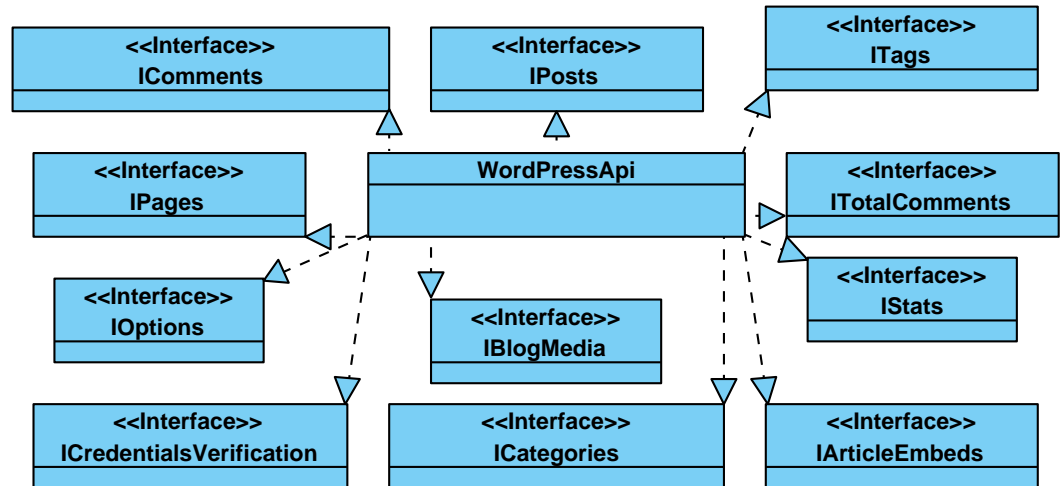 <<Interface>>
IComments
<<Interface>>
IPosts
<<Interface>>
ITags
<<Interface>>
IPages
WordPressApi
<<Interface>>
ITotalComments
<<Interface>>
IOptions
<<Interface>>
IBlogMedia
<<Interface>>
IStats
<<Interface>>
ICredentialsVerification
<<Interface>>
ICategories
<<Interface>>
IArticleEmbeds